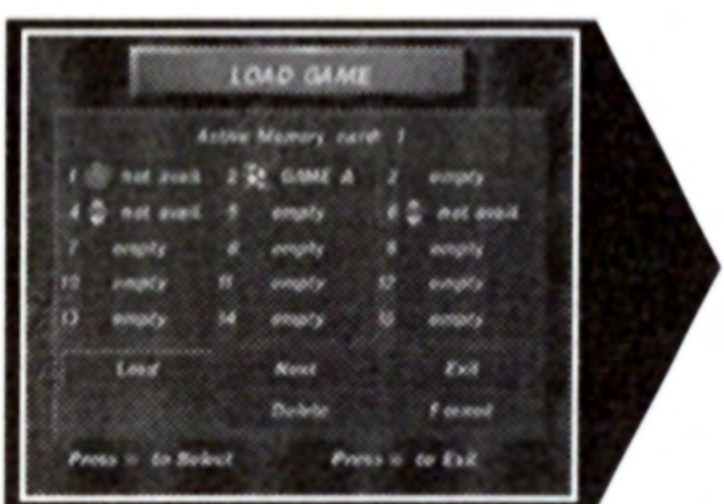 LOAD GAME
Active Memory card: 1
1 not avail. 2 GAME A 3 empty
4 not avail. 5 empty 6 not avail.
7 empty 8 empty 9 empty
10 empty 11 empty 12 empty
13 empty 14 empty 15 empty
Load Next Exit
Delete Format
Press to Select Press to Exit